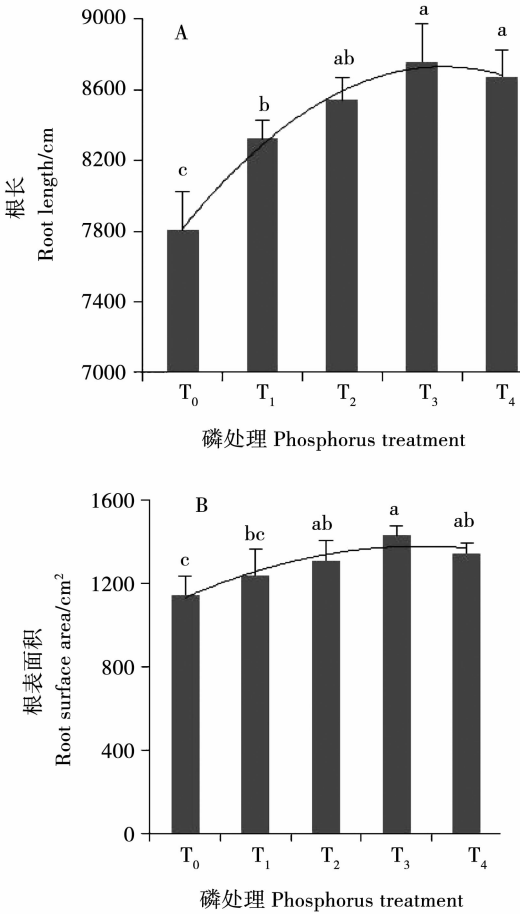 A
根长
Root length/cm
9000
8600
8200
7800
7400
7000
c
b
ab
a
a
T₀ T₁ T₂ T₃ T₄
磷处理 Phosphorus treatment
B
根表面积
Root surface area/cm²
1600
1200
800
400
0
c
bc
ab
a
ab
T₀ T₁ T₂ T₃ T₄
磷处理 Phosphorus treatment